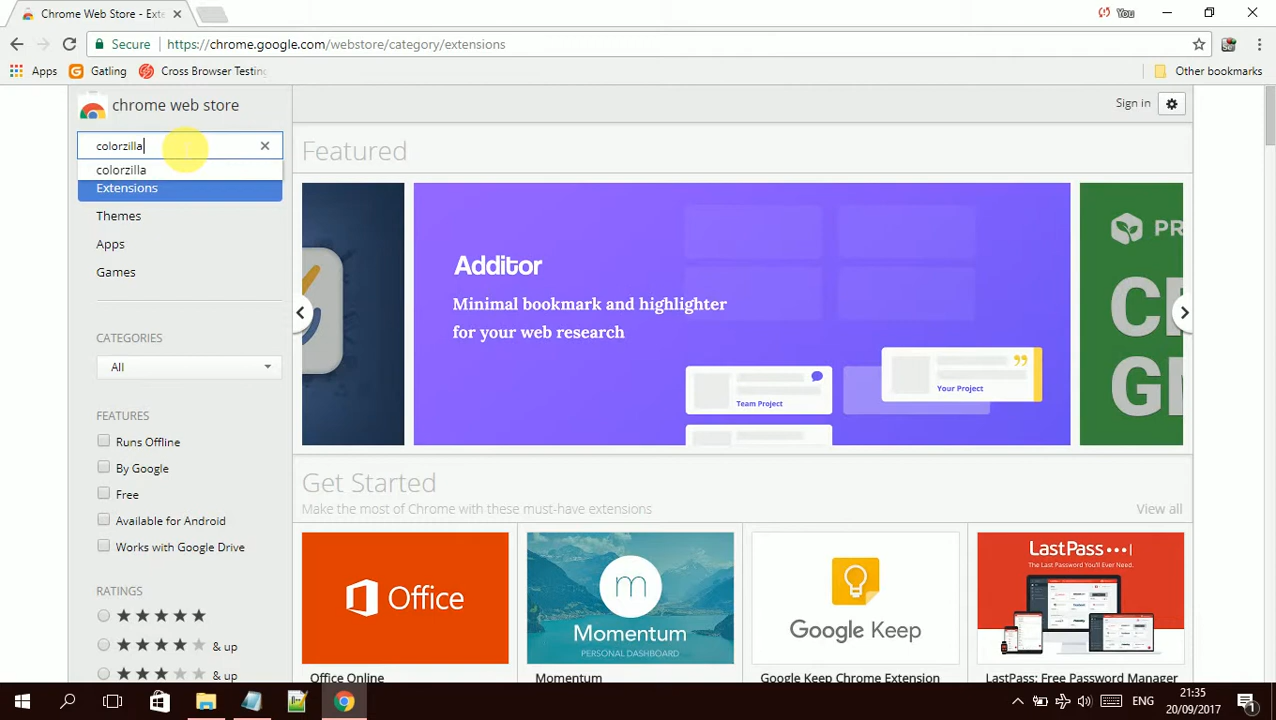 Chrome Web Store - Exte
You
Secure
https://chrome.google.com/webstore/category/extensions
Apps
Gatling
Cross Browser Testing
Other bookmarks
chrome web store
Sign in
colorzilla
colorzilla
Extensions
Themes
Apps
Games
CATEGORIES
All
FEATURES
Runs Offline
By Google
Free
Available for Android
Works with Google Drive
RATINGS
& up
& up
Featured
Additor
Minimal bookmark and highlighter
for your web research
Team Project
Your Project
PR
Get Started
Make the most of Chrome with these must-have extensions
View all
Office
Momentum
PERSONAL DASHBOARD
Google Keep
LastPass
The Last Password You'll Ever Need.
Office Online
Momentum
Google Keep Chrome Extension
LastPass: Free Password Manager
ENG
21:35
20/09/2017
1